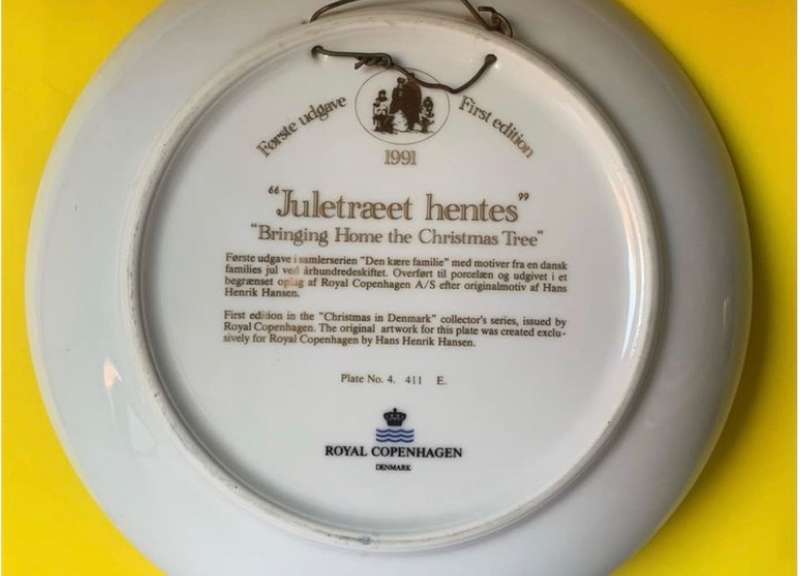 Første udgave First edition
1991
“Juletræet hentes”
“Bringing Home the Christmas Tree”
Første udgave i samlerserien "Den kære familie" med motiver fra en dansk
families jul ved århundredeskiftet. Overført til porcelæn og udgivet i et
begrænset oplag af Royal Copenhagen A/S efter originalmotiv af Hans
Henrik Hansen.
First edition in the "Christmas in Denmark" collector's series, issued by
Royal Copenhagen. The original artwork for this plate was created exclu-
sively for Royal Copenhagen by Hans Henrik Hansen.
Plate No. 4. 411 E.
ROYAL COPENHAGEN
DENMARK